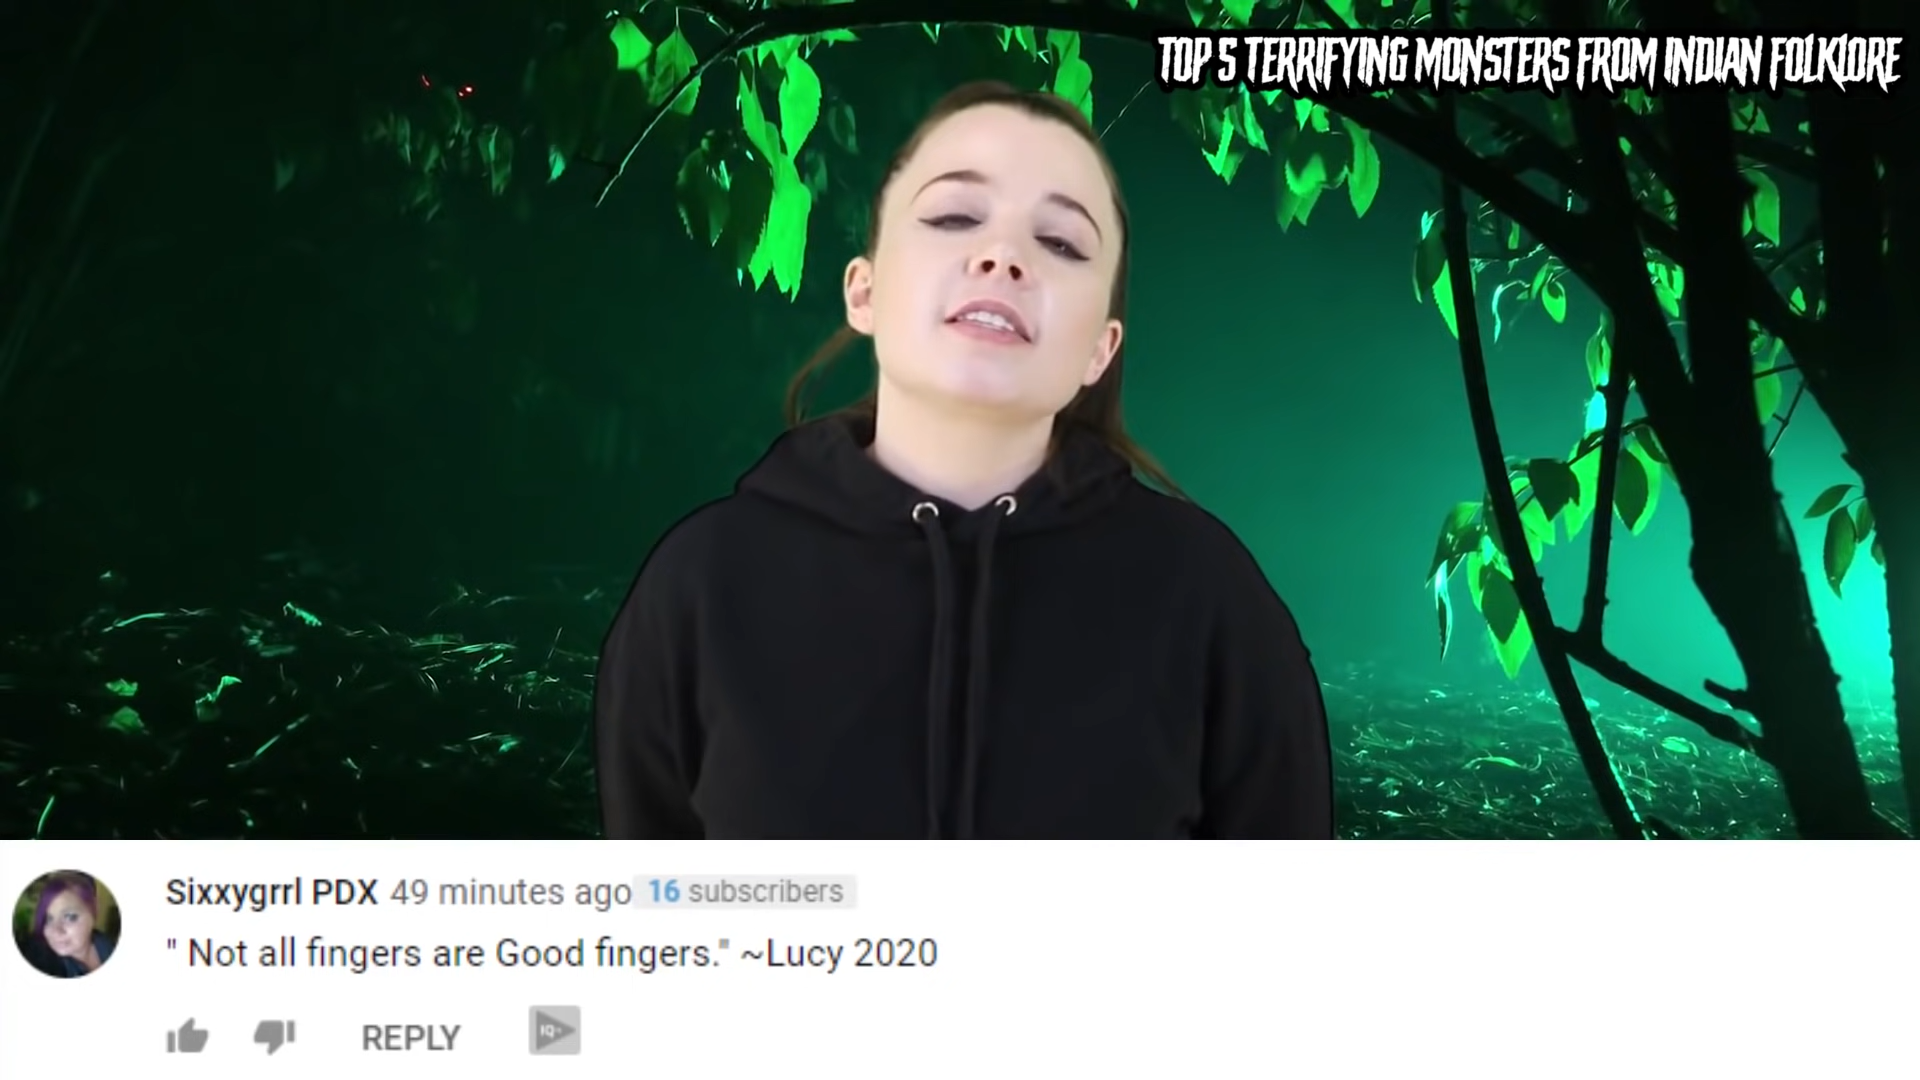 TOP 5 TERRIFYING MONSTERS FROM INDIAN FOLKLORE
Sixxygrrl PDX 49 minutes ago 16 subscribers
" Not all fingers are Good fingers." ~Lucy 2020
REPLY
IQ